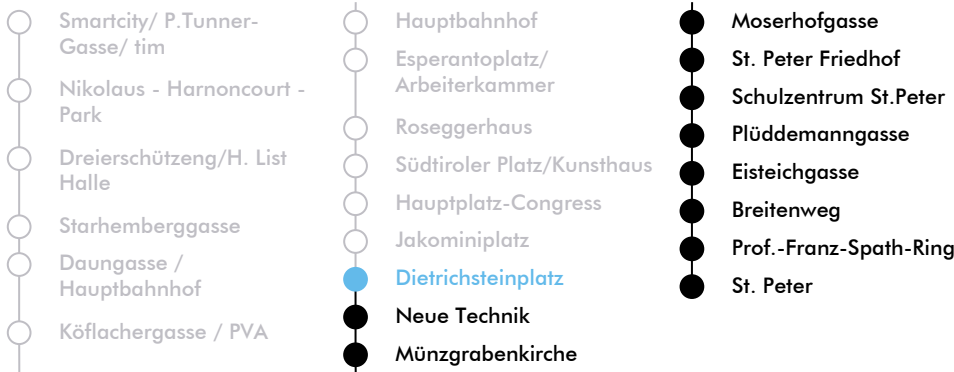 Smartcity/ P.Tunner-
Gasse/ tim
Nikolaus - Harnoncourt -
Park
Dreierschützeng/H. List
Halle
Starhemberggasse
Daungasse /
Hauptbahnhof
Köflachergasse / PVA
Hauptbahnhof
Esperantoplatz/
Arbeiterkammer
Roseggerhaus
Südtiroler Platz/Kunsthaus
Hauptplatz-Congress
Jakominiplatz
Dietrichsteinplatz
Neue Technik
Münzgrabenkirche
Moserhofgasse
St. Peter Friedhof
Schulzentrum St.Peter
Plüddemanngasse
Eisteichgasse
Breitenweg
Prof.-Franz-Spath-Ring
St. Peter